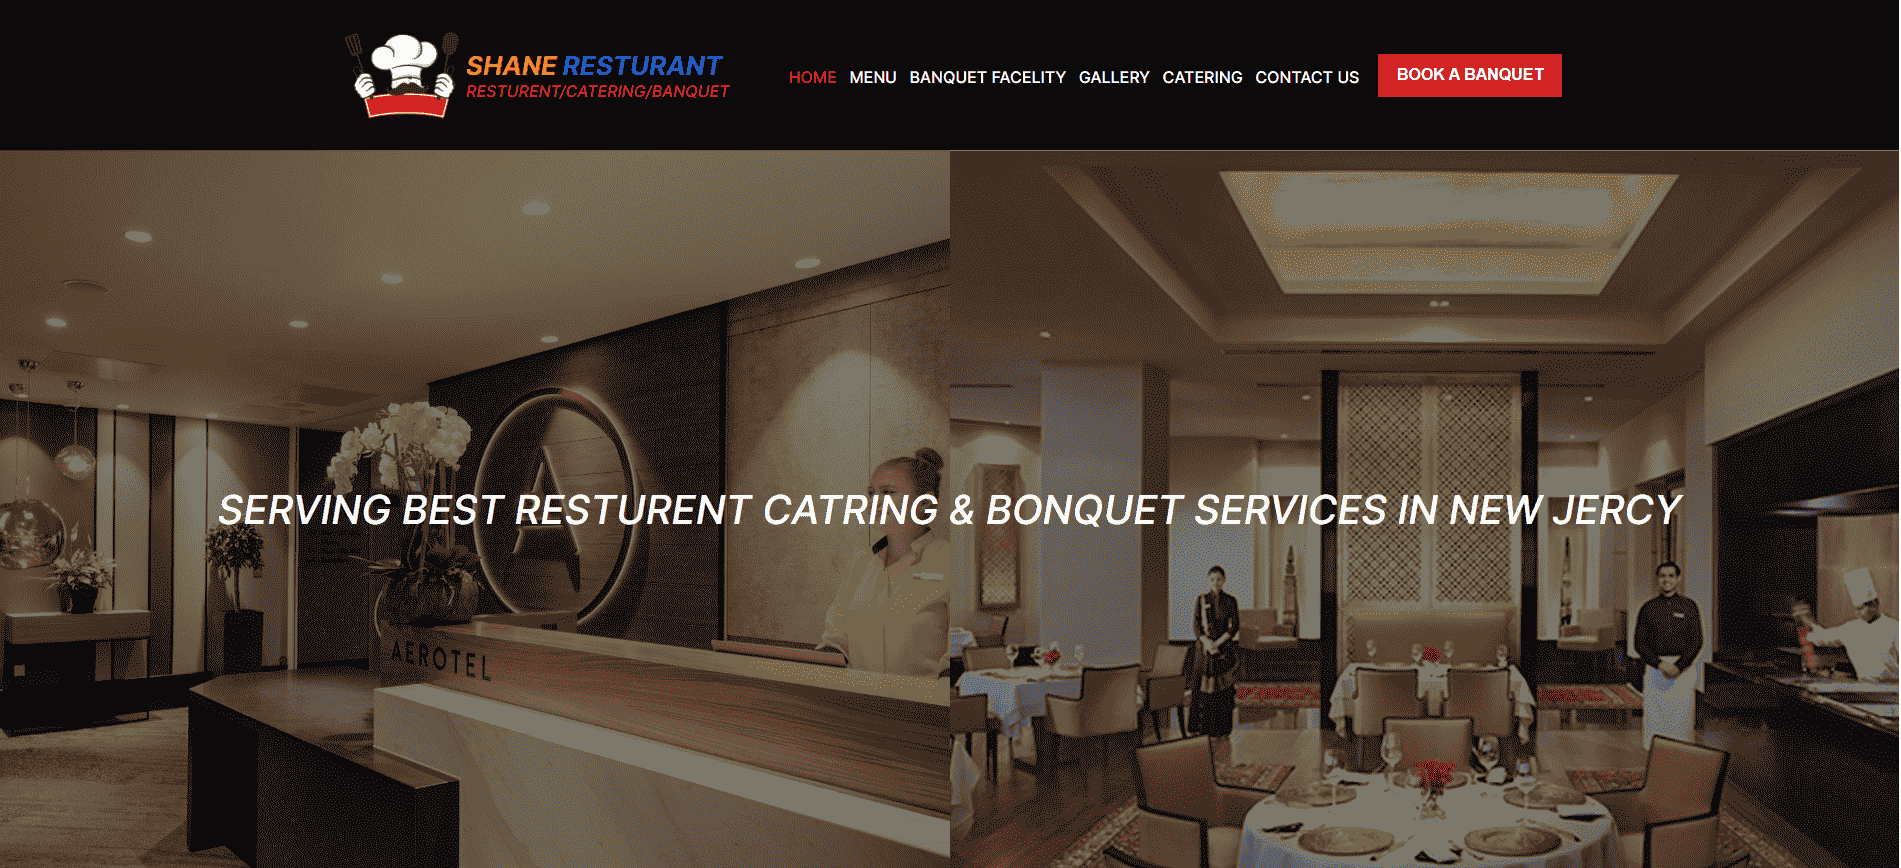 SHANE RESTURANT
RESTURENT/CATERING/BANQUET
HOME MENU BANQUET FACELITY GALLERY CATERING CONTACT US BOOK A BANQUET
SERVING BEST RESTURENT CATRING & BONQUET SERVICES IN NEW JERCY
A
AEROTEL